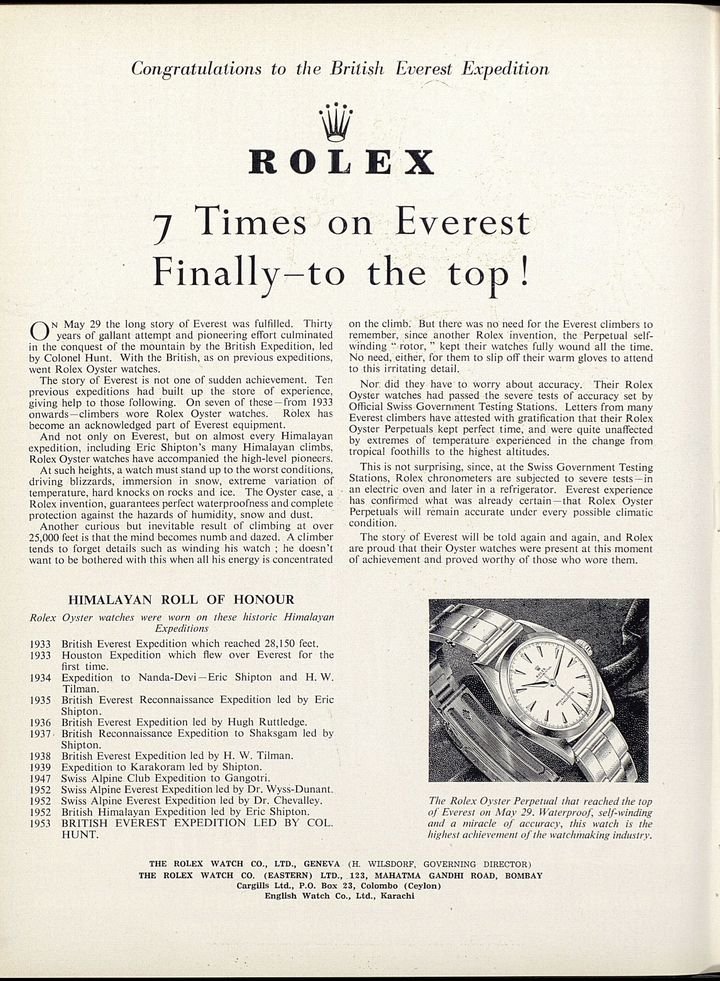 Congratulations to the British Everest Expedition
ROLEX
7 Times on Everest
Finally–to the top!
ON May 29 the long story of Everest was fulfilled. Thirty
years of gallant attempt and pioneering effort culminated
in the conquest of the mountain by the British Expedition, led
by Colonel Hunt. With the British, as on previous expeditions,
went Rolex Oyster watches.
The story of Everest is not one of sudden achievement. Ten
previous expeditions had built up the store of experience,
giving help to those following. On seven of these—from 1933
onwards—climbers wore Rolex Oyster watches. Rolex has
become an acknowledged part of Everest equipment.
And not only on Everest, but on almost every Himalayan
expedition, including Eric Shipton's many Himalayan climbs,
Rolex Oyster watches have accompanied the high-level pioneers.
At such heights, a watch must stand up to the worst conditions,
driving blizzards, immersion in snow, extreme variation of
temperature, hard knocks on rocks and ice. The Oyster case, a
Rolex invention, guarantees perfect waterproofness and complete
protection against the hazards of humidity, snow and dust.
Another curious but inevitable result of climbing at over
25,000 feet is that the mind becomes numb and dazed. A climber
tends to forget details such as winding his watch ; he doesn't
want to be bothered with this when all his energy is concentrated
on the climb. But there was no need for the Everest climbers to
remember, since another Rolex invention, the Perpetual self-
winding " rotor, " kept their watches fully wound all the time.
No need, either, for them to slip off their warm gloves to attend
to this irritating detail.
Nor did they have to worry about accuracy. Their Rolex
Oyster watches had passed the severe tests of accuracy set by
Official Swiss Government Testing Stations. Letters from many
Everest climbers have attested with gratification that their Rolex
Oyster Perpetuals kept perfect time, and were quite unaffected
by extremes of temperature experienced in the change from
tropical foothills to the highest altitudes.
This is not surprising, since, at the Swiss Government Testing
Stations, Rolex chronometers are subjected to severe tests—in
an electric oven and later in a refrigerator. Everest experience
has confirmed what was already certain—that Rolex Oyster
Perpetuals will remain accurate under every possible climatic
condition.
The story of Everest will be told again and again, and Rolex
are proud that their Oyster watches were present at this moment
of achievement and proved worthy of those who wore them.
HIMALAYAN ROLL OF HONOUR
Rolex Oyster watches were worn on these historic Himalayan
Expeditions
1933 British Everest Expedition which reached 28,150 feet.
1933 Houston Expedition which flew over Everest for the
first time.
1934 Expedition to Nanda-Devi—Eric Shipton and H. W.
Tilman.
1935 British Everest Reconnaissance Expedition led by Eric
Shipton.
1936 British Everest Expedition led by Hugh Ruttledge.
1937 British Reconnaissance Expedition to Shaksgam led by
Shipton.
1938 British Everest Expedition led by H. W. Tilman.
1939 Expedition to Karakoram led by Shipton.
1947 Swiss Alpine Club Expedition to Gangotri.
1952 Swiss Alpine Everest Expedition led by Dr. Wyss-Dunant.
1952 Swiss Alpine Everest Expedition led by Dr. Chevalley.
1952 British Himalayan Expedition led by Eric Shipton.
1953 BRITISH EVEREST EXPEDITION LED BY COL.
HUNT.
ROLEX
The Rolex Oyster Perpetual that reached the top
of Everest on May 29. Waterproof, self-winding
and a miracle of accuracy, this watch is the
highest achievement of the watchmaking industry.
THE ROLEX WATCH CO., LTD., GENEVA (H. WILSDORF, GOVERNING DIRECTOR)
THE ROLEX WATCH CO. (EASTERN) LTD., 123, MAHATMA GANDHI ROAD, BOMBAY
Cargills Ltd., P.O. Box 23, Colombo (Ceylon)
English Watch Co., Ltd., Karachi